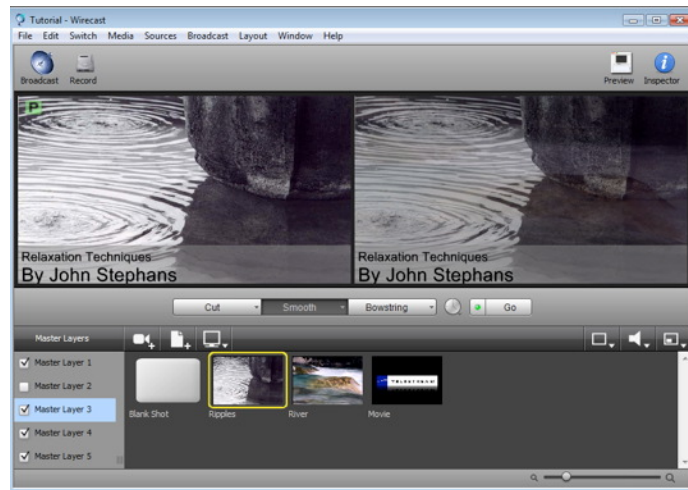 Tutorial - Wirecast
File Edit Switch Media Sources Broadcast Layout Window Help
Broadcast Record Preview Inspector
P
Relaxation Techniques
By John Stephans
Relaxation Techniques
By John Stephans
Cut Smooth Bowstring Go
Master Layers
Master Layer 1
Master Layer 2
Master Layer 3
Master Layer 4
Master Layer 5
TELESTREAM
Blank Shot Ripples River Movie